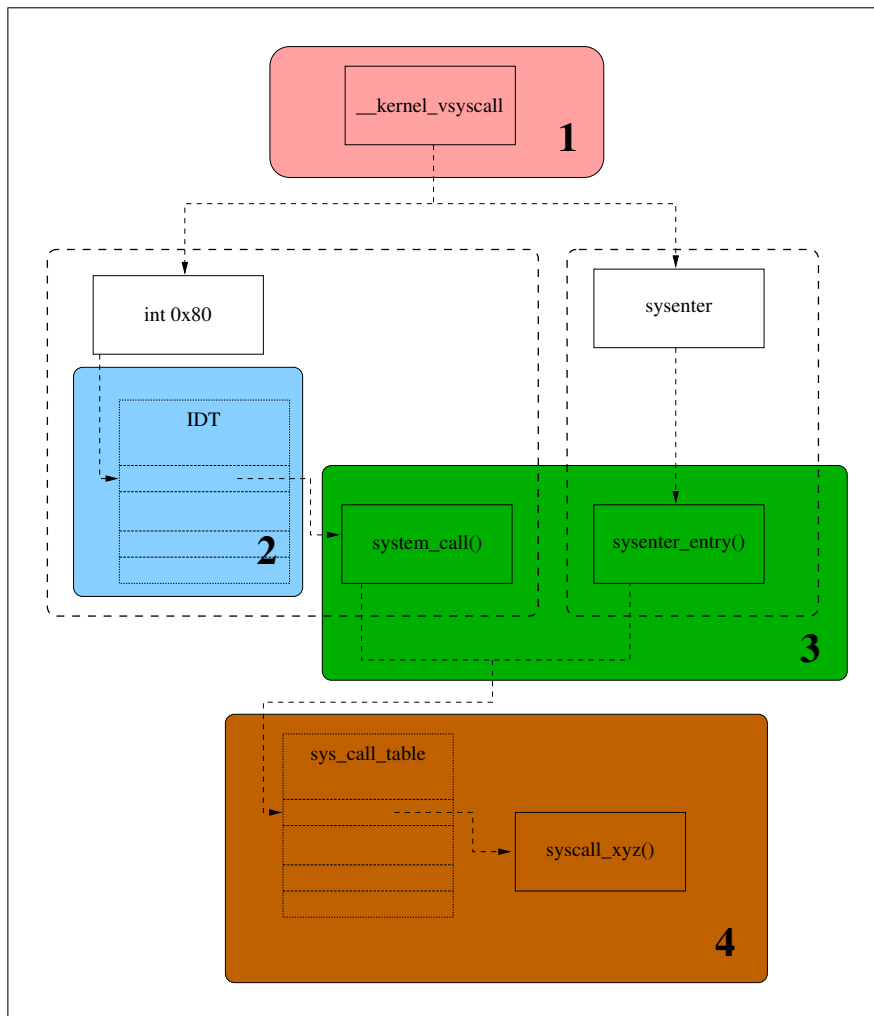 __kernel_vsyscall
1
int 0x80
sysenter
IDT
2
system_call()
sysenter_entry()
3
sys_call_table
syscall_xyz()
4